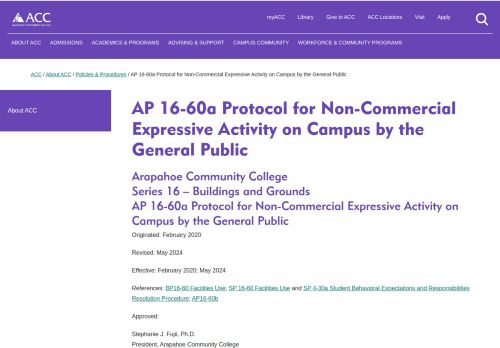 ACC
myACC Library Give to ACC ACC Locations Visit Apply
ABOUT ACC ADMISSIONS ACADEMICS & PROGRAMS ADVISING & SUPPORT CAMPUS COMMUNITY WORKFORCE & COMMUNITY PROGRAMS
ACC / About ACC / Policies & Procedures / AP 16-60a Protocol for Non-Commercial Expressive Activity on Campus by the General Public
About ACC
AP 16-60a Protocol for Non-Commercial
Expressive Activity on Campus by the
General Public
Arapahoe Community College
Series 16 – Buildings and Grounds
AP 16-60a Protocol for Non-Commercial Expressive Activity on
Campus by the General Public
Originated: February 2020
Revised: May 2024
Effective: February 2020; May 2024
References: BP16-60 Facilities Use; SP 16-60 Facilities Use and SP 4-30a Student Behavioral Expectations and Responsibilities
Resolution Procedure; AP16-60b
Approved:
Stephanie J. Fujii, Ph.D.
President, Arapahoe Community College